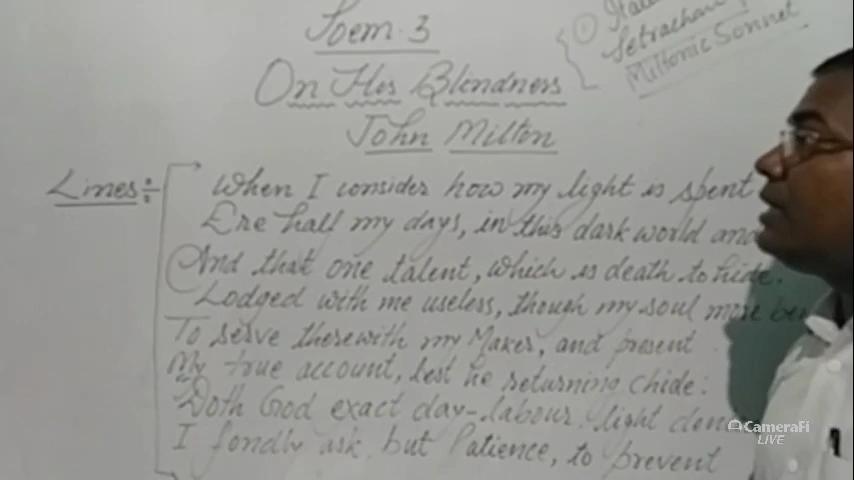 Poem. 3
On His Blindness
John Milton
Setrachan
Miltonic Sonnet
Lines:
When I consider how my light is spent
Ere half my days, in this dark world and
And that one talent, which is death to hide.
Lodged with me useless, though my soul more
To serve therewith my Maker, and present
My true account, lest he returning chide:
Doth God exact day-labour, light
I fondly ask, but Patience, to prevent
CameraFi
LIVE